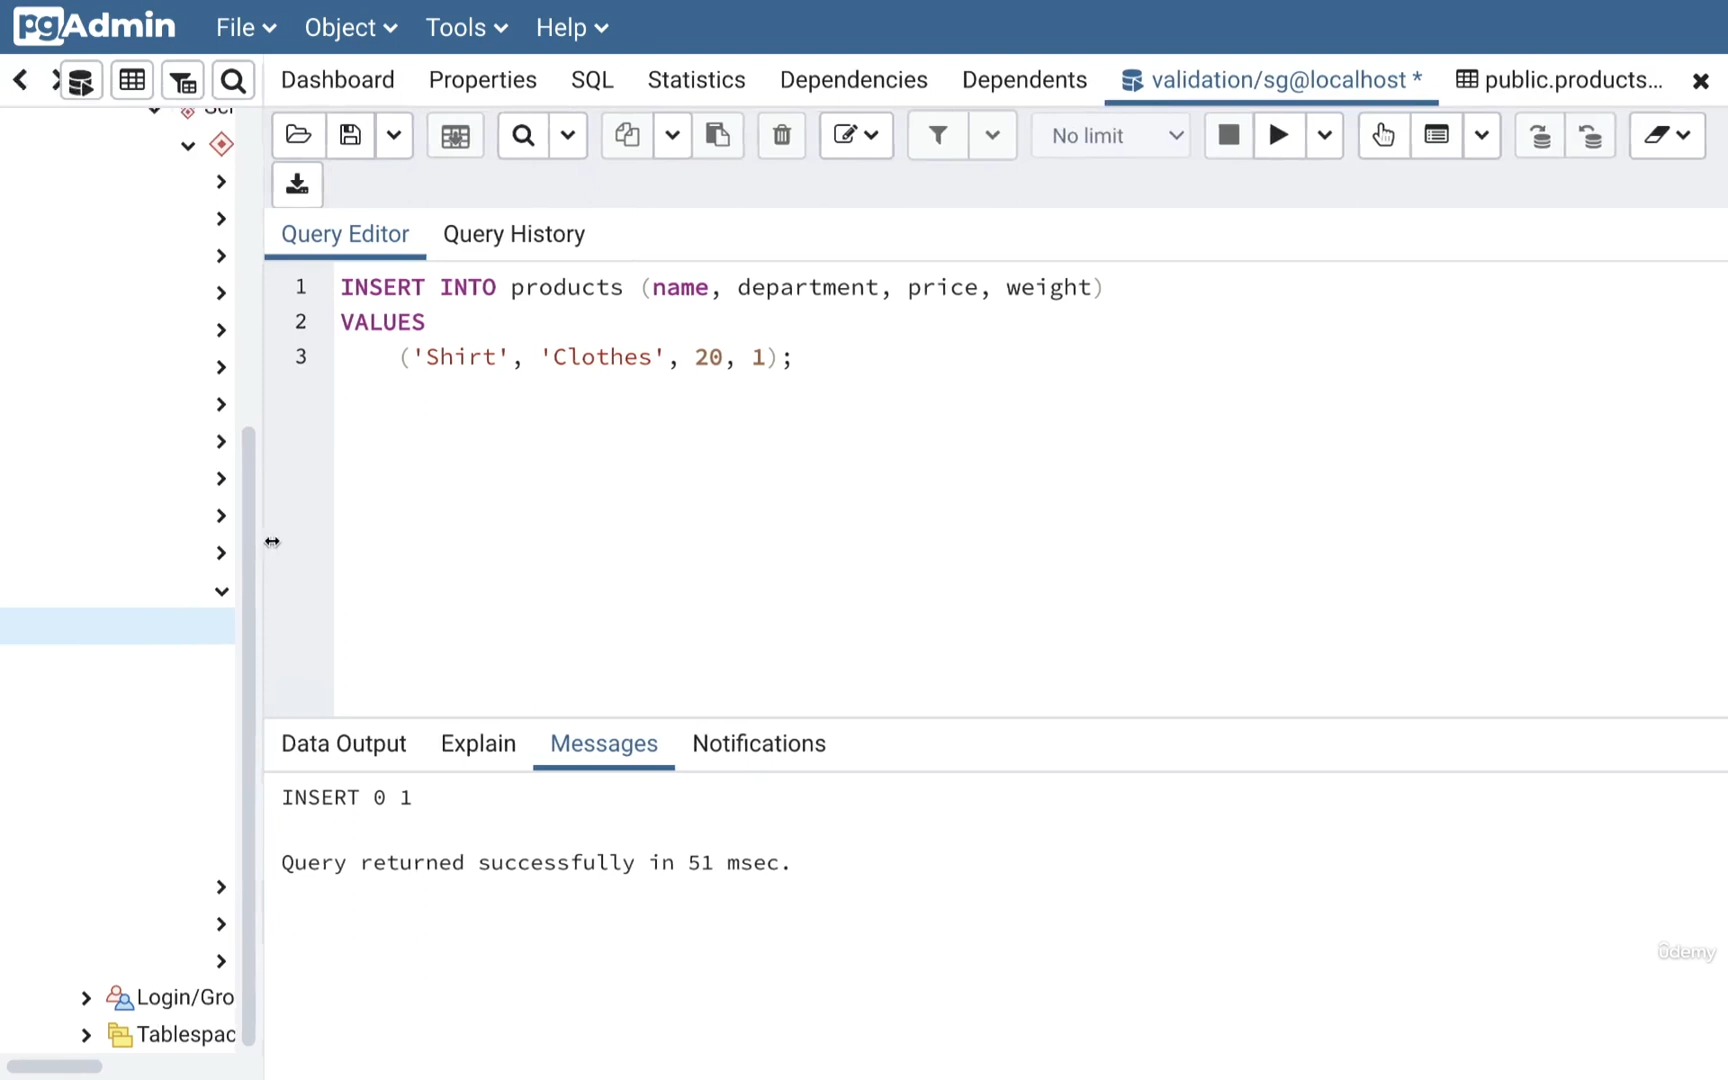 pgAdmin File Object Tools Help
Dashboard Properties SQL Statistics Dependencies Dependents validation/sg@localhost * public.products...
No limit
Query Editor Query History
1 INSERT INTO products (name, department, price, weight)
2 VALUES
3 ('Shirt', 'Clothes', 20, 1);
Data Output Explain Messages Notifications
INSERT 0 1
Query returned successfully in 51 msec.
Login/Gro
Tablespac
ûdemy